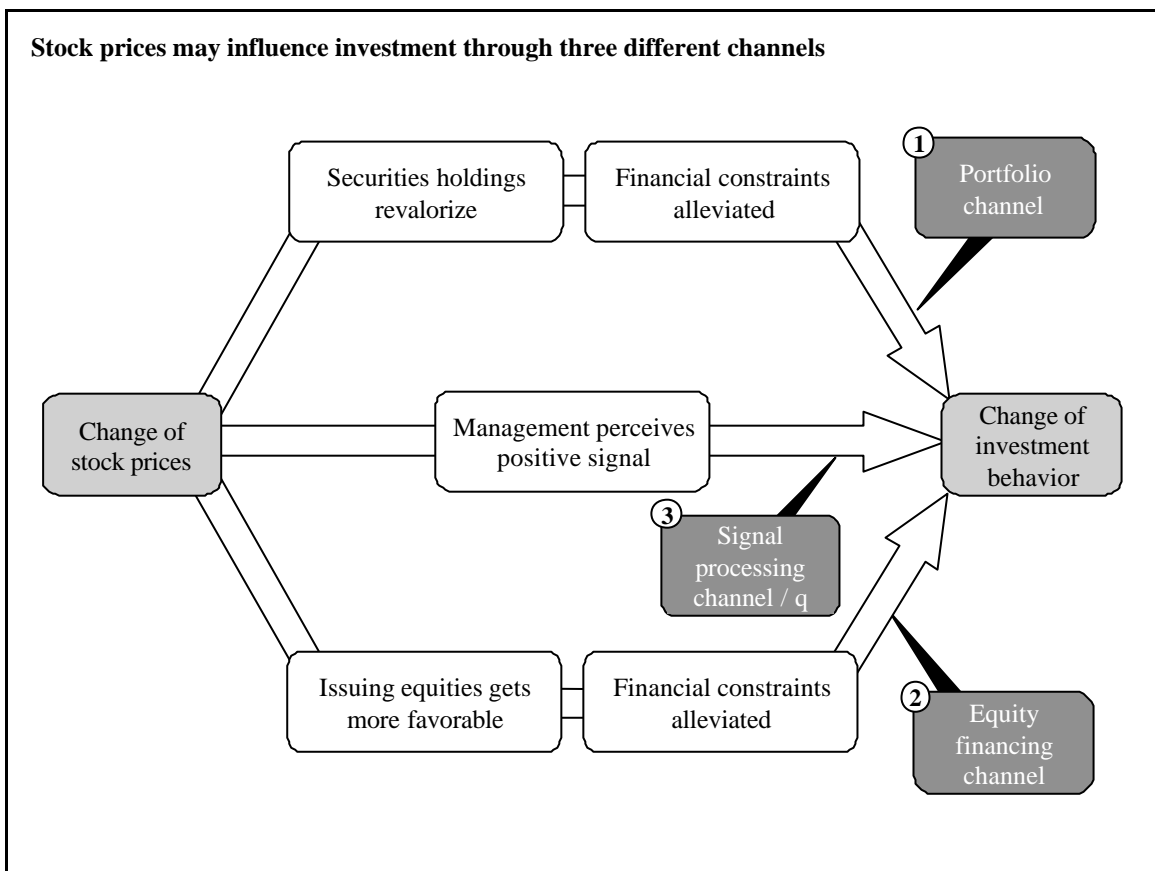 Stock prices may influence investment through three different channels
1
Portfolio
channel
Securities holdings
revalorize
Financial constraints
alleviated
Change of
stock prices
Management perceives
positive signal
Change of
investment
behavior
3
Signal
processing
channel / q
Issuing equities gets
more favorable
Financial constraints
alleviated
2
Equity
financing
channel